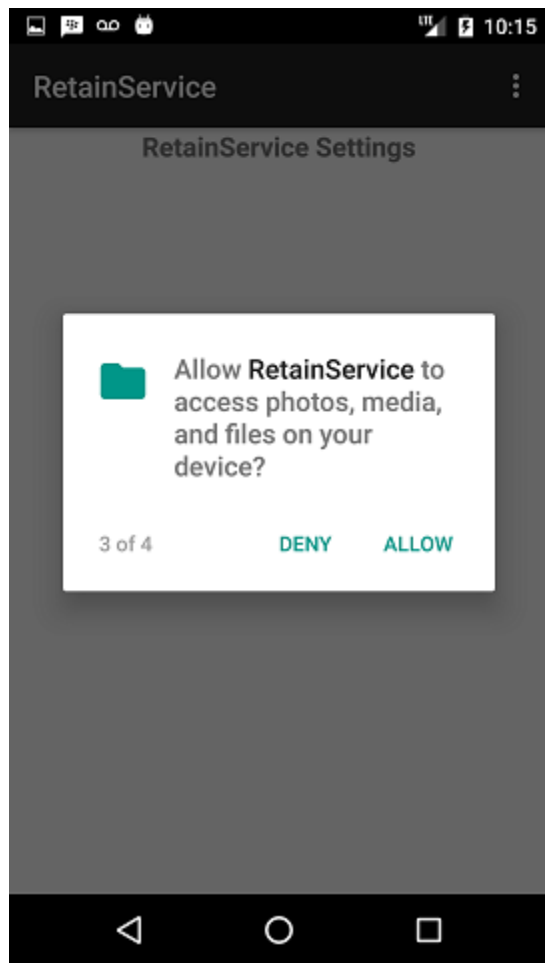 LTE 10:15
RetainService
RetainService Settings
Allow RetainService to
access photos, media,
and files on your
device?
3 of 4 DENY ALLOW